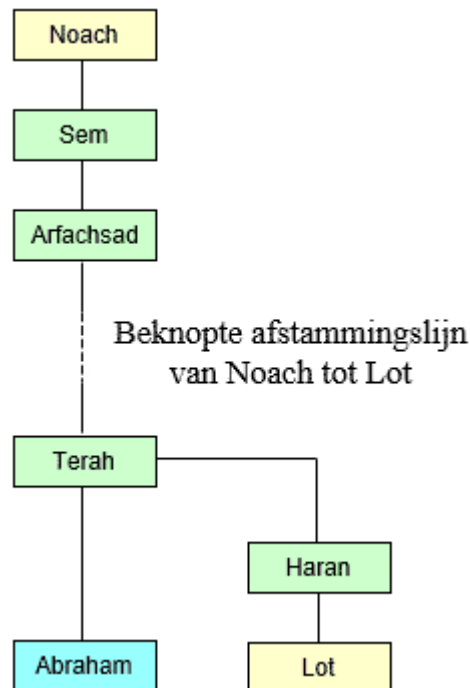 Noach
Sem
Arfachsad
Beknopte afstammingslijn
van Noach tot Lot
Terah
Haran
Abraham
Lot